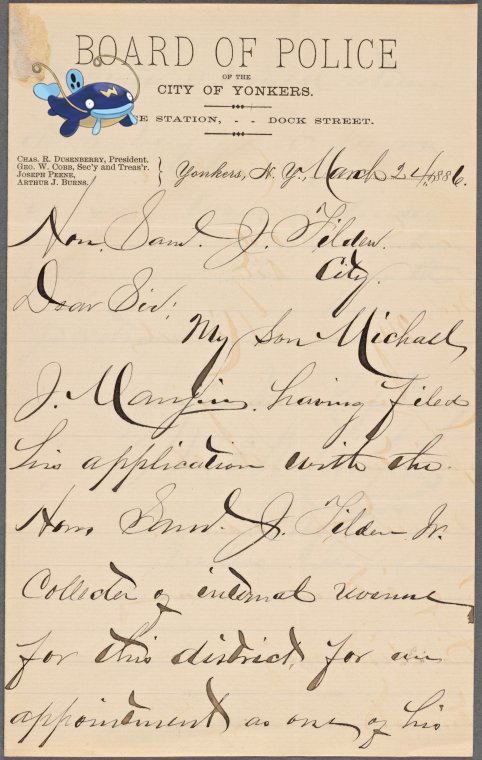 BOARD OF POLICE
OF THE
CITY OF YONKERS.
E STATION, - - DOCK STREET.
CHAS. R. DUSENBERRY, President.
GEO. W. COBB, Sec'y and Treas'r.
JOSEPH PEENE,
ARTHUR J. BURNS.
Yonkers, N. Y., March 24, 1886.
Hon. Saml. J. Tilden.
City.
Dear Sir:
My Son Michael
J. Mangin. having filed
his application with the
Hon. Saml. J. Tilden Jr.
Collector of internal revenue
for this district, for an
appointment as one of his